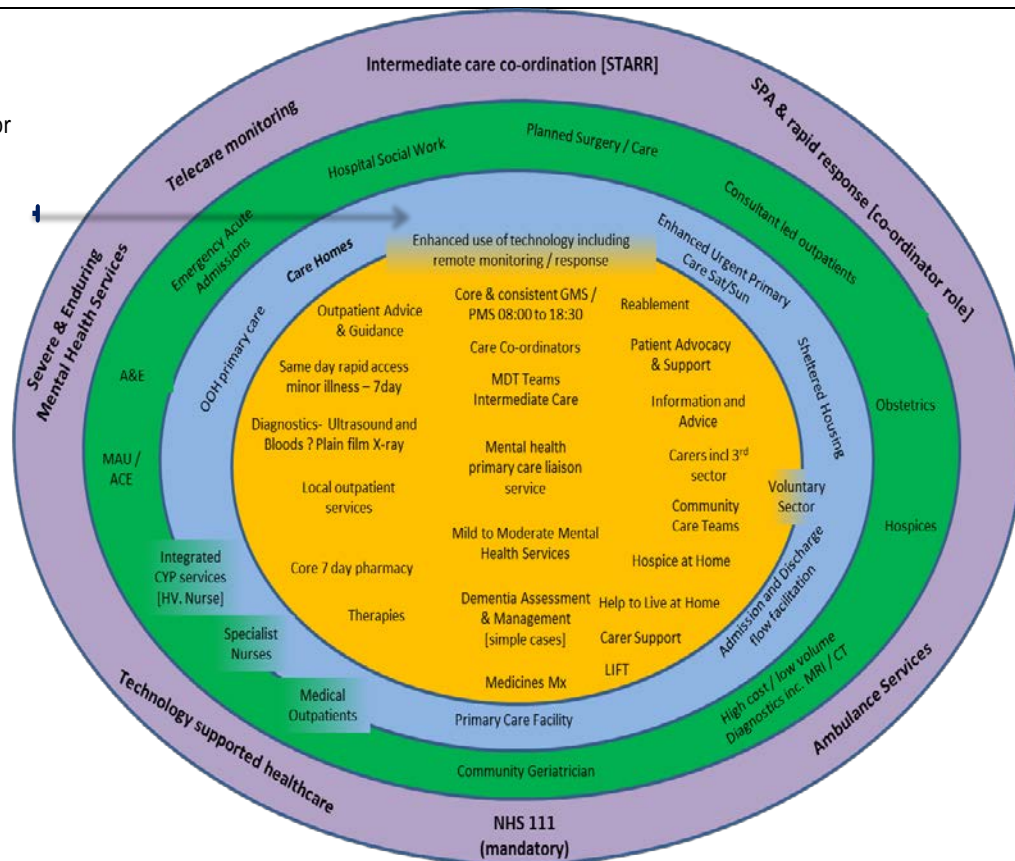 or
Intermediate care co-ordination [STARR]
SPA & rapid response [co-ordinator role]
Telecare monitoring
Severe & Enduring
Mental Health Services
Technology supported healthcare
NHS 111
(mandatory)
Ambulance Services
Hospital Social Work
Planned Surgery / Care
Consultant led outpatients
Emergency Acute
Admissions
A&E
MAU /
ACE
Obstetrics
Hospices
High cost / low volume
Diagnostics inc. MRI / CT
Community Geriatrician
Care Homes
OOH primary care
Enhanced Urgent Primary
Care Sat/Sun
Sheltered Housing
Voluntary
Sector
Admission and Discharge
flow facilitation
Primary Care Facility
Integrated
CYP services
[HV. Nurse]
Specialist
Nurses
Medical
Outpatients
Enhanced use of technology including
remote monitoring / response
Outpatient Advice
& Guidance
Same day rapid access
minor illness – 7day
Diagnostics- Ultrasound and
Bloods ? Plain film X-ray
Local outpatient
services
Core 7 day pharmacy
Therapies
Core & consistent GMS /
PMS 08:00 to 18:30
Care Co-ordinators
MDT Teams
Intermediate Care
Mental health
primary care liaison
service
Mild to Moderate Mental
Health Services
Dementia Assessment
& Management
[simple cases]
Medicines Mx
Reablement
Patient Advocacy
& Support
Information and
Advice
Carers incl 3rd
sector
Community
Care Teams
Hospice at Home
Help to Live at Home
Carer Support
LIFT